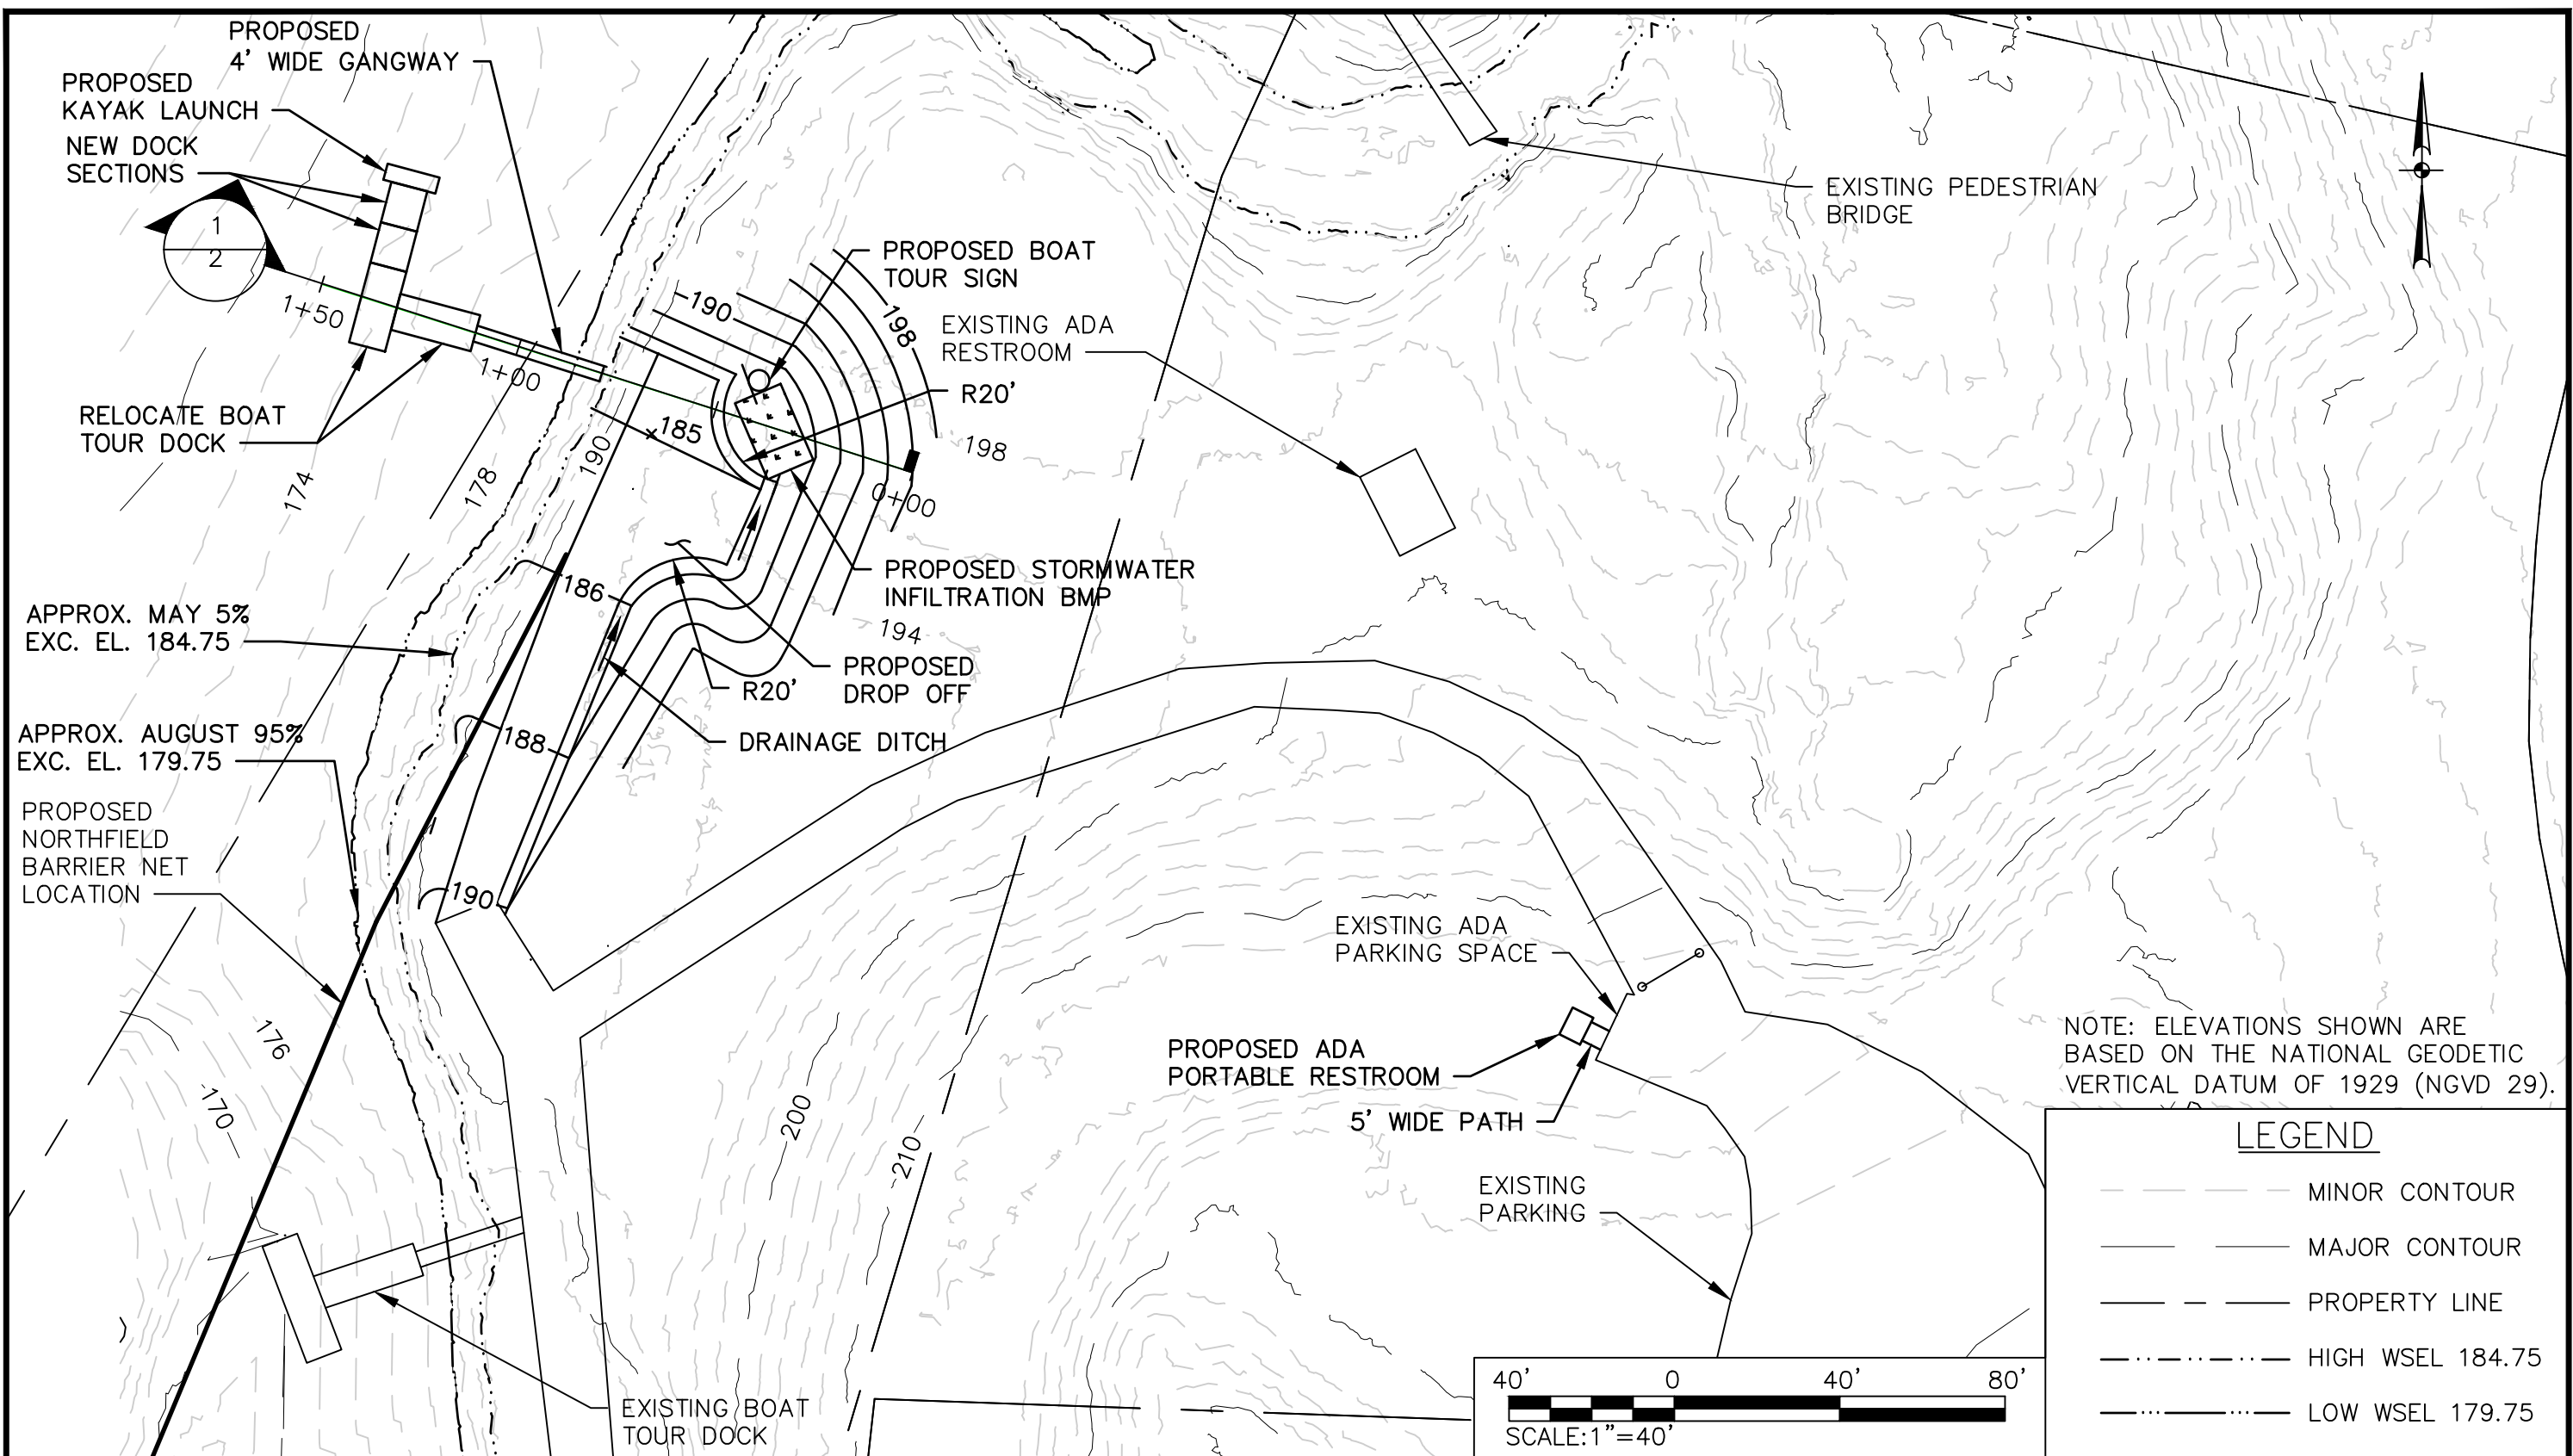 PROPOSED
4' WIDE GANGWAY
PROPOSED
KAYAK LAUNCH
NEW DOCK
SECTIONS
1
2
1+50
1+00
0+00
RELOCATE BOAT
TOUR DOCK
174
178
190
190
198
198
185
PROPOSED BOAT
TOUR SIGN
EXISTING ADA
RESTROOM
R20'
EXISTING PEDESTRIAN
BRIDGE
PROPOSED STORMWATER
INFILTRATION BMP
194
PROPOSED
DROP OFF
R20'
DRAINAGE DITCH
186
188
190
APPROX. MAY 5%
EXC. EL. 184.75
APPROX. AUGUST 95%
EXC. EL. 179.75
PROPOSED
NORTHFIELD
BARRIER NET
LOCATION
176
170
200
210
EXISTING ADA
PARKING SPACE
PROPOSED ADA
PORTABLE RESTROOM
5' WIDE PATH
EXISTING
PARKING
EXISTING BOAT
TOUR DOCK
NOTE: ELEVATIONS SHOWN ARE
BASED ON THE NATIONAL GEODETIC
VERTICAL DATUM OF 1929 (NGVD 29).
LEGEND
MINOR CONTOUR
MAJOR CONTOUR
PROPERTY LINE
HIGH WSEL 184.75
LOW WSEL 179.75
40' 0 40' 80'
SCALE:1"=40'